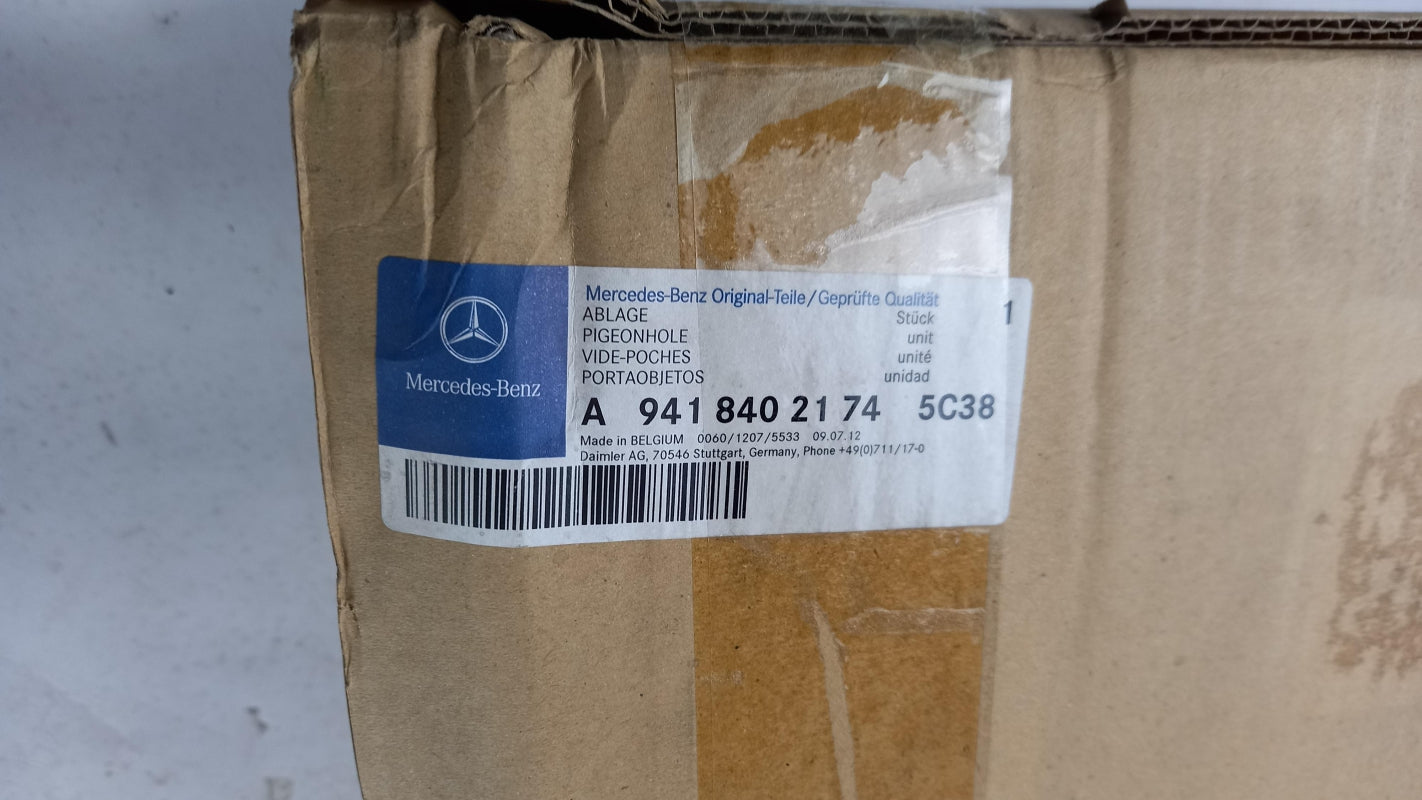 Mercedes-Benz
Mercedes-Benz Original-Teile/Geprüfte Qualität
ABLAGE Stück 1
PIGEONHOLE unit
VIDE-POCHES unité
PORTAOBJETOS unidad
A 941 840 21 74 5C38
Made in BELGIUM 0060/1207/5533 09.07.12
Daimler AG, 70546 Stuttgart, Germany, Phone +49(0)711/17-0